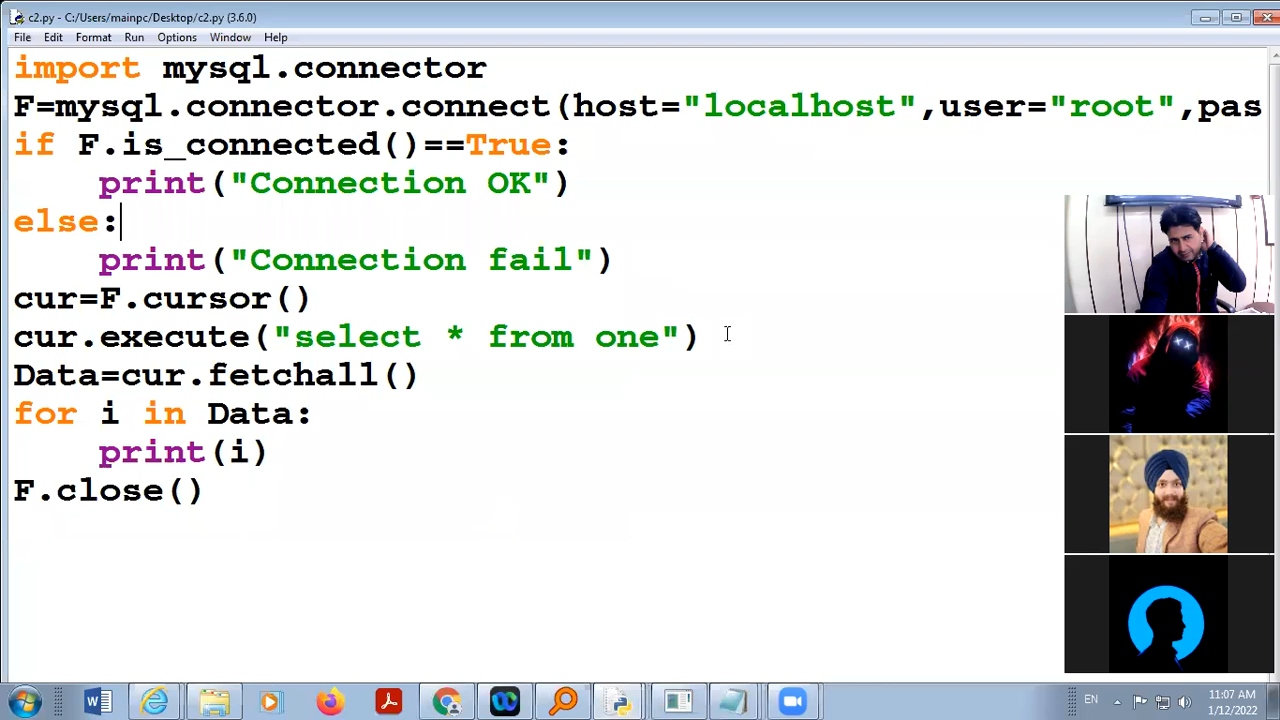 c2.py - C:/Users/mainpc/Desktop/c2.py (3.6.0)
File Edit Format Run Options Window Help
import mysql.connector
F=mysql.connector.connect(host="localhost",user="root",pas
if F.is_connected()==True:
    print("Connection OK")
else:
    print("Connection fail")
cur=F.cursor()
cur.execute("select * from one")
Data=cur.fetchall()
for i in Data:
    print(i)
F.close()
EN
11:07 AM
1/12/2022